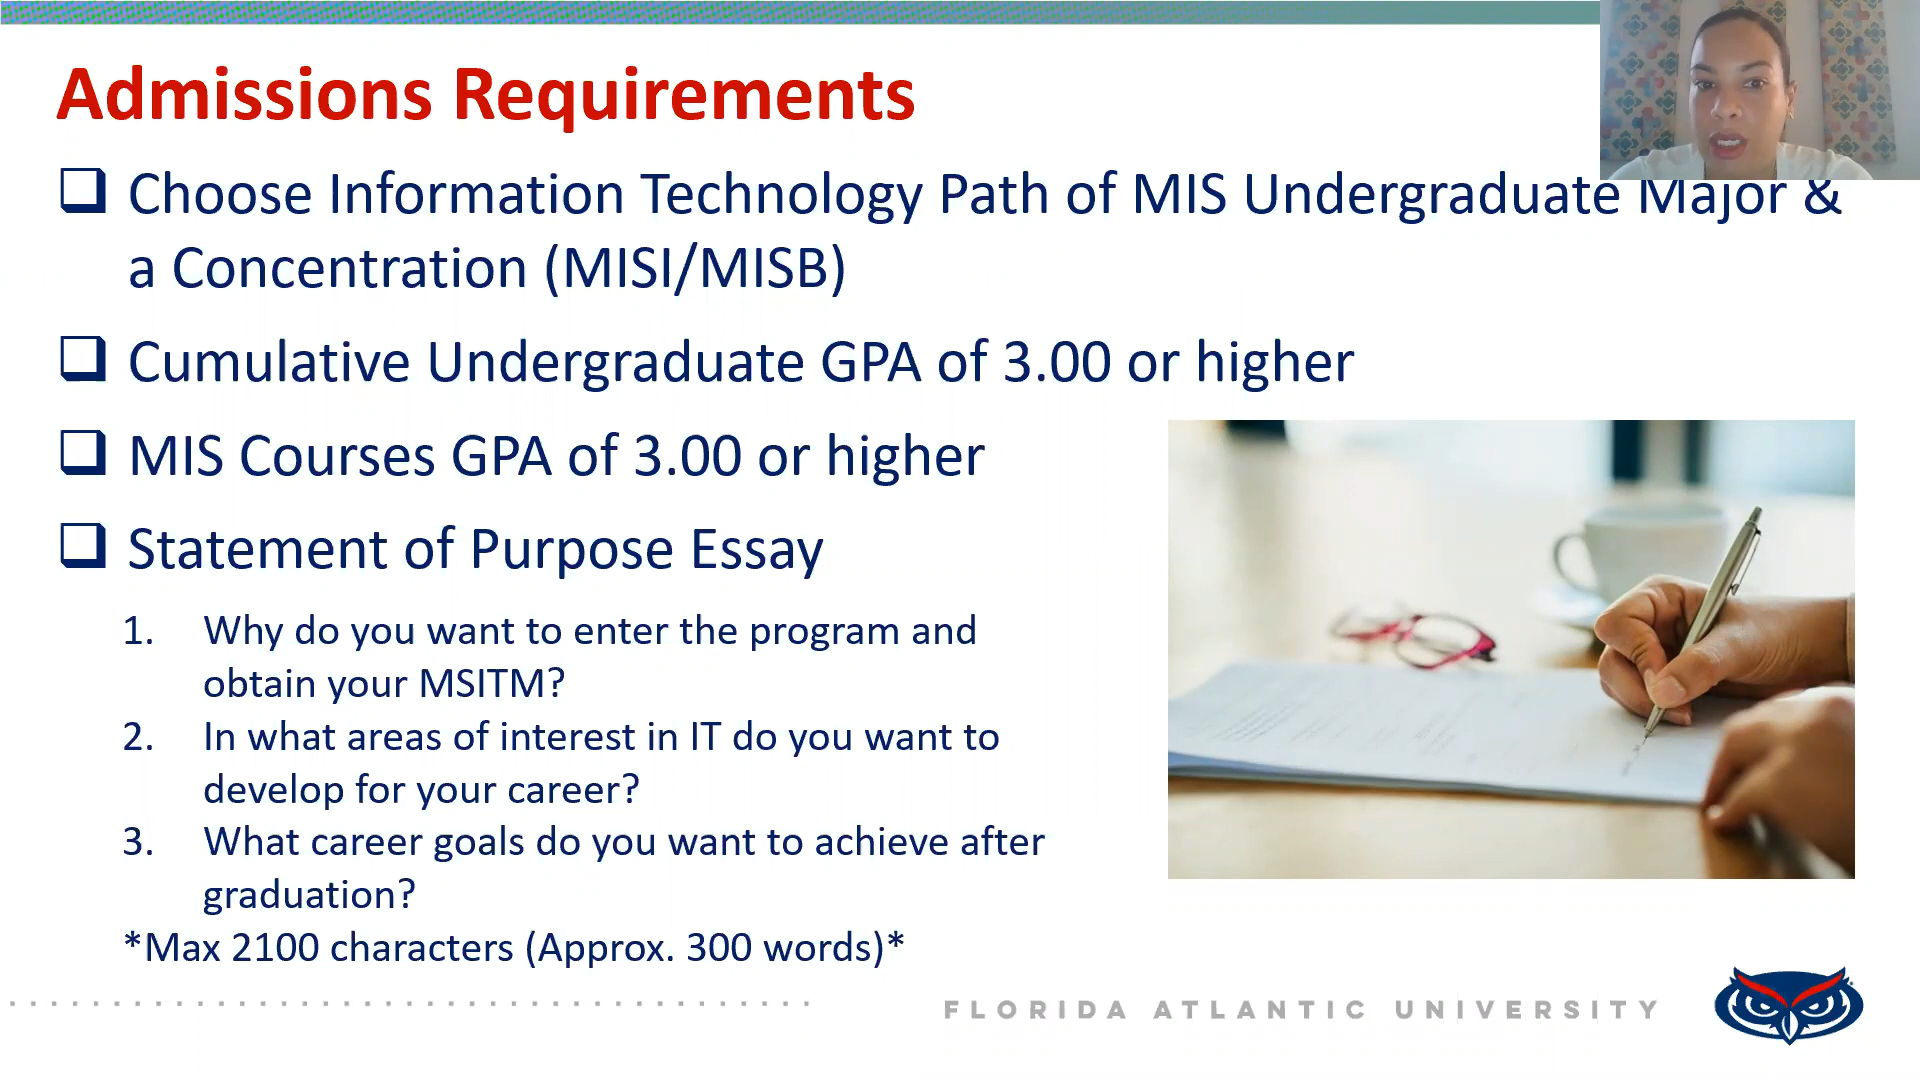 Admissions Requirements
Choose Information Technology Path of MIS Undergraduate Major &
a Concentration (MISI/MISB)
Cumulative Undergraduate GPA of 3.00 or higher
MIS Courses GPA of 3.00 or higher
Statement of Purpose Essay
1. Why do you want to enter the program and
obtain your MSITM?
2. In what areas of interest in IT do you want to
develop for your career?
3. What career goals do you want to achieve after
graduation?
*Max 2100 characters (Approx. 300 words)*
FLORIDA ATLANTIC UNIVERSITY